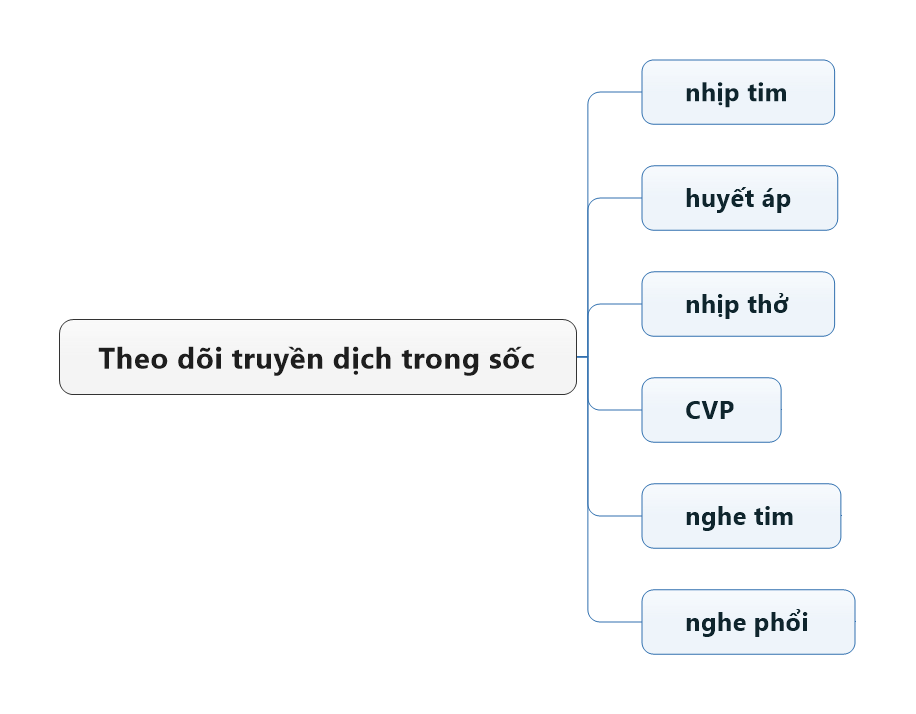 Theo dõi truyền dịch trong sốc
nhịp tim
huyết áp
nhịp thở
CVP
nghe tim
nghe phổi